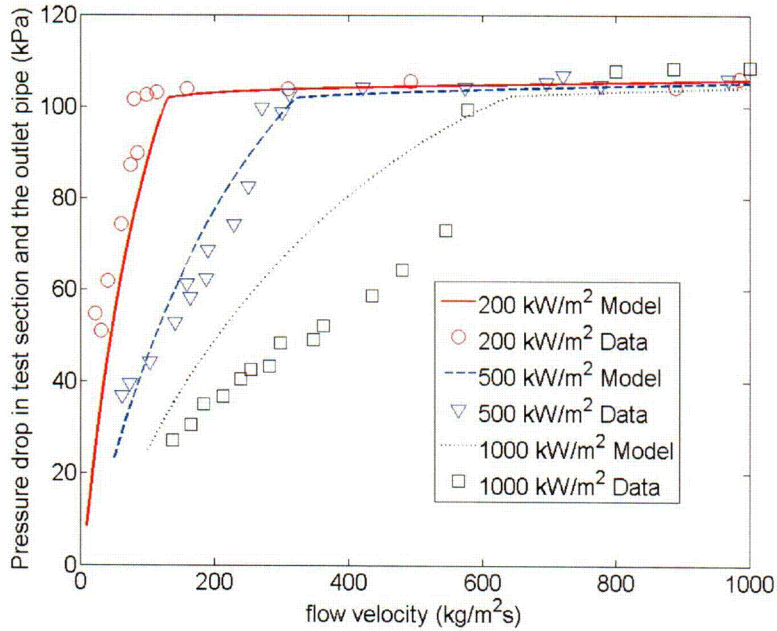 Pressure drop in test section and the outlet pipe (kPa)
120
100
80
60
40
20
0
0 200 400 600 800 1000
flow velocity (kg/m²s)
200 kW/m² Model
200 kW/m² Data
500 kW/m² Model
500 kW/m² Data
1000 kW/m² Model
1000 kW/m² Data